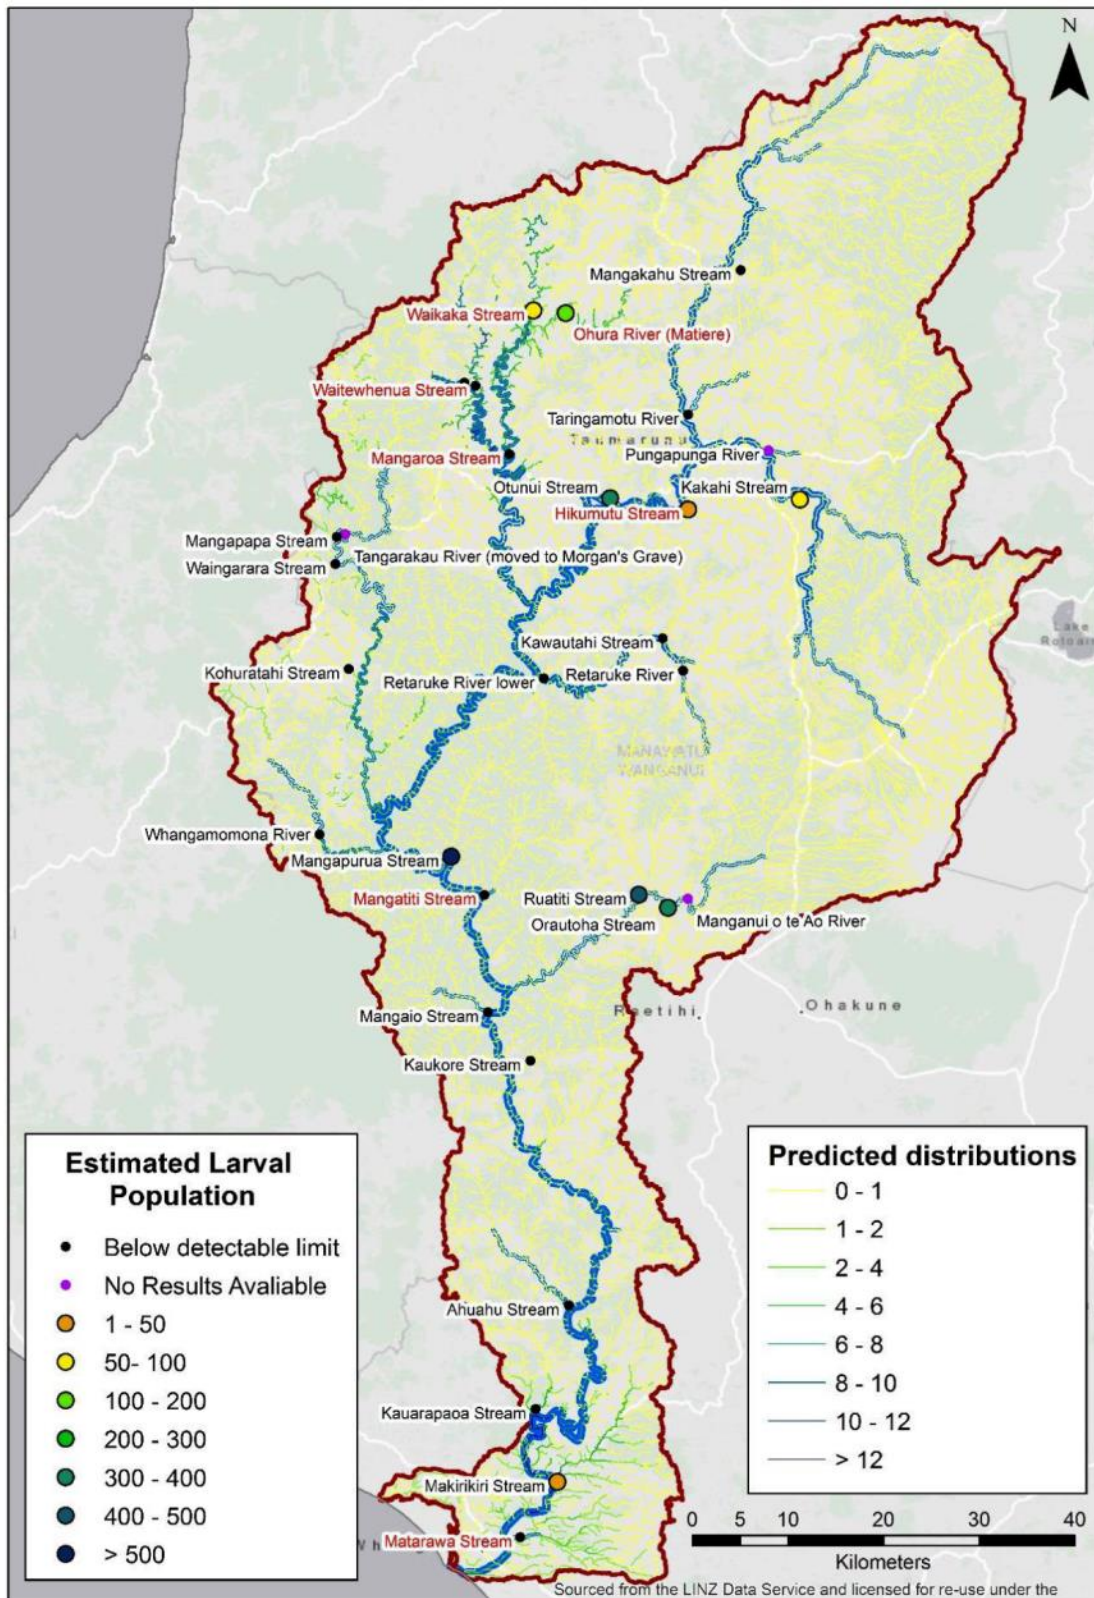 N
Mangakahu Stream
Waikaka Stream
Ohura River (Matiere)
Waitewhenua Stream
Taringamotu River
Taumarunui
Mangaroa Stream
Pungapunga River
Otunui Stream
Kakahi Stream
Hikumutu Stream
Mangapapa Stream
Tangarakau River (moved to Morgan's Grave)
Waingarara Stream
Lake
Kawautahi Stream
Kohuratahi Stream
Retaruke River lower
Retaruke River
MANAWATU
WANGANUI
Whangamomona River
Mangapurua Stream
Mangatiti Stream
Ruatiti Stream
Orautoha Stream
Manganui o te Ao River
Mangaio Stream
Raetihi
Ohakune
Kaukore Stream
Ahuahu Stream
Kauarapaoa Stream
Makirikiri Stream
Matarawa Stream
Estimated Larval
Population
Below detectable limit
No Results Avaliable
1 - 50
50- 100
100 - 200
200 - 300
300 - 400
400 - 500
> 500
Predicted distributions
0 - 1
1 - 2
2 - 4
4 - 6
6 - 8
8 - 10
10 - 12
> 12
0 5 10 20 30 40
Kilometers
Sourced from the LINZ Data Service and licensed for re-use under the